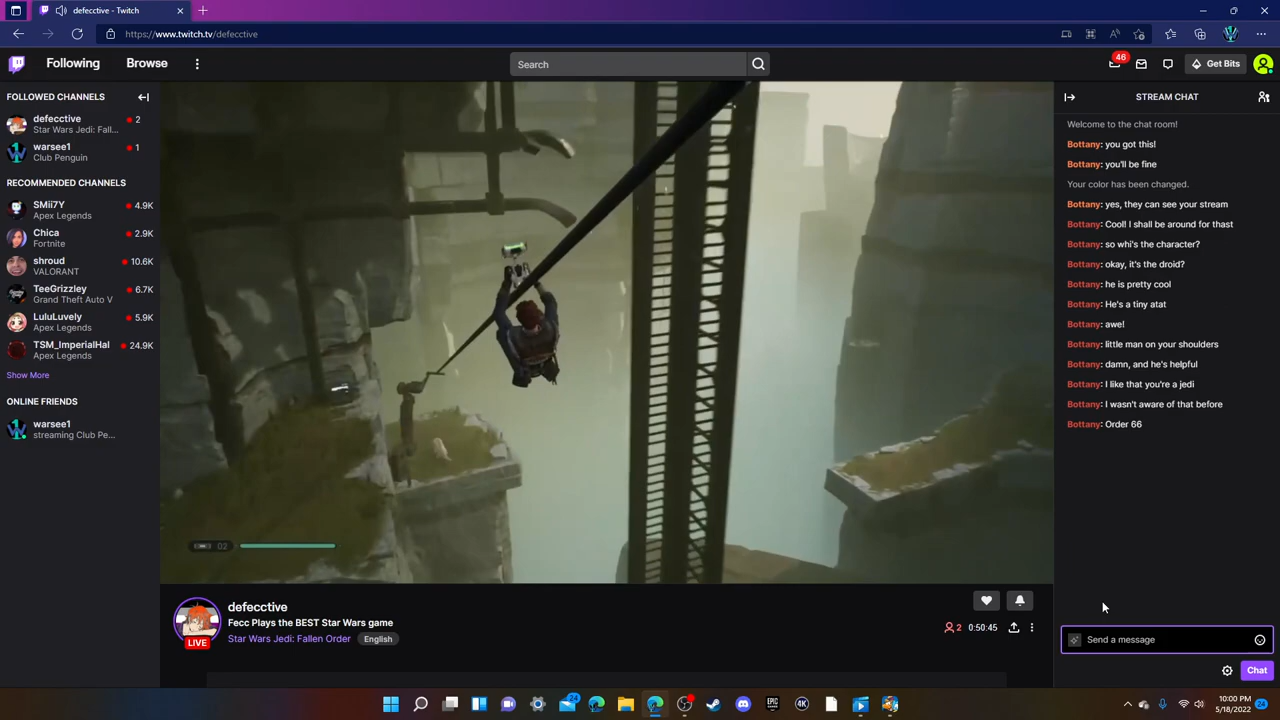 defecctive - Twitch
https://www.twitch.tv/defecctive
Following
Browse
Search
46
Get Bits
FOLLOWED CHANNELS
defecctive
2
Star Wars Jedi: Fall...
warsee1
1
Club Penguin
RECOMMENDED CHANNELS
SMii7Y
4.9K
Apex Legends
Chica
2.9K
Fortnite
shroud
10.6K
VALORANT
TeeGrizzley
6.7K
Grand Theft Auto V
LuluLuvely
5.9K
Apex Legends
TSM_ImperialHal
24.9K
Apex Legends
Show More
ONLINE FRIENDS
warsee1
streaming Club Pe...
02
LIVE
defecctive
Fecc Plays the BEST Star Wars game
Star Wars Jedi: Fallen Order
English
2
0:50:45
STREAM CHAT
Welcome to the chat room!
Bottany: you got this!
Bottany: you'll be fine
Your color has been changed.
Bottany: yes, they can see your stream
Bottany: Cool! I shall be around for thast
Bottany: so whi's the character?
Bottany: okay, it's the droid?
Bottany: he is pretty cool
Bottany: He's a tiny atat
Bottany: awe!
Bottany: little man on your shoulders
Bottany: damn, and he's helpful
Bottany: I like that you're a jedi
Bottany: I wasn't aware of that before
Bottany: Order 66
Send a message
Chat
24
EPIC GAMES
4K
10:00 PM
5/18/2022
24